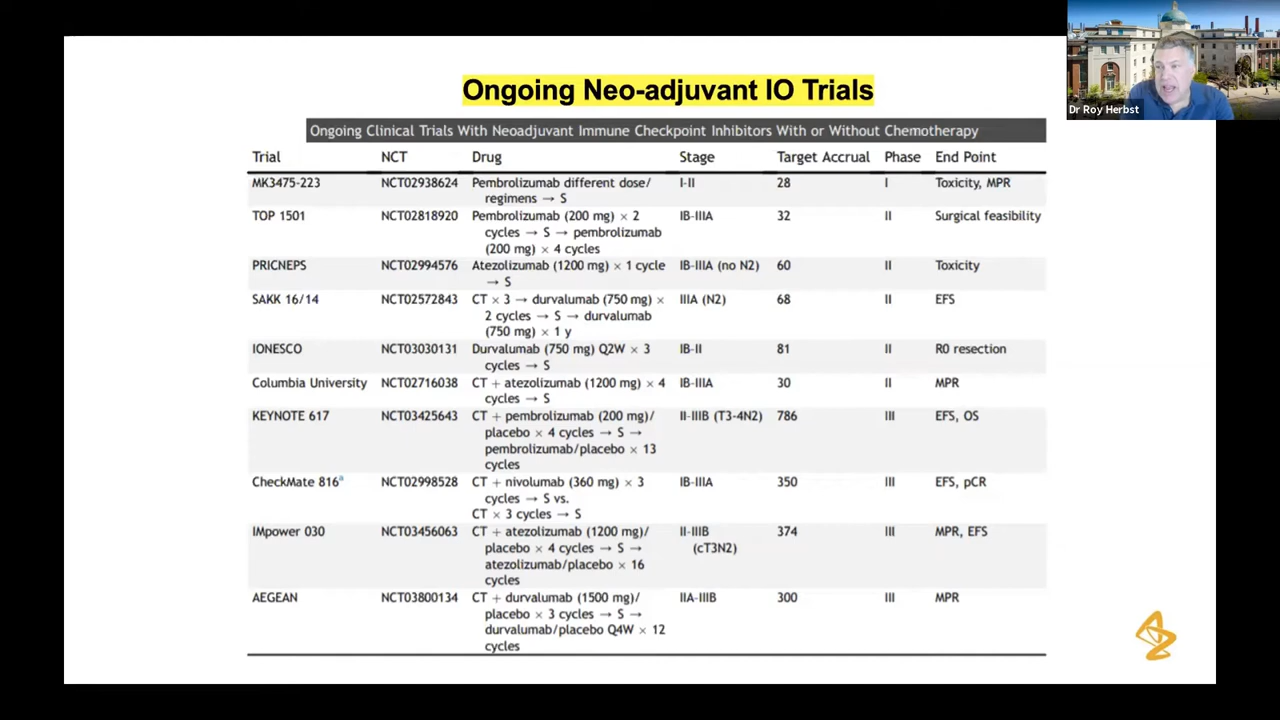 Ongoing Neo-adjuvant IO Trials
Dr Roy Herbst
Ongoing Clinical Trials With Neoadjuvant Immune Checkpoint Inhibitors With or Without Chemotherapy
Trial NCT Drug Stage Target Accrual Phase End Point
MK3475-223 NCT02938624 Pembrolizumab different dose/ I-II 28 I Toxicity, MPR
regimens → S
TOP 1501 NCT02818920 Pembrolizumab (200 mg) × 2 IB-IIIA 32 II Surgical feasibility
cycles → S → pembrolizumab
(200 mg) × 4 cycles
PRICNEPS NCT02994576 Atezolizumab (1200 mg) × 1 cycle IB-IIIA (no N2) 60 II Toxicity
→ S
SAKK 16/14 NCT02572843 CT × 3 → durvalumab (750 mg) × IIIA (N2) 68 II EFS
2 cycles → S → durvalumab
(750 mg) × 1 y
IONESCO NCT03030131 Durvalumab (750 mg) Q2W × 3 IB-II 81 II R0 resection
cycles → S
Columbia University NCT02716038 CT + atezolizumab (1200 mg) × 4 IB-IIIA 30 II MPR
cycles → S
KEYNOTE 617 NCT03425643 CT + pembrolizumab (200 mg)/ II-IIIB (T3-4N2) 786 III EFS, OS
placebo × 4 cycles → S →
pembrolizumab/placebo × 13
cycles
CheckMate 816a NCT02998528 CT + nivolumab (360 mg) × 3 IB-IIIA 350 III EFS, pCR
cycles → S vs.
CT × 3 cycles → S
IMpower 030 NCT03456063 CT + atezolizumab (1200 mg)/ II-IIIB 374 III MPR, EFS
placebo × 4 cycles → S → (cT3N2)
atezolizumab/placebo × 16
cycles
AEGEAN NCT03800134 CT + durvalumab (1500 mg)/ IIA-IIIB 300 III MPR
placebo × 3 cycles → S →
durvalumab/placebo Q4W × 12
cycles